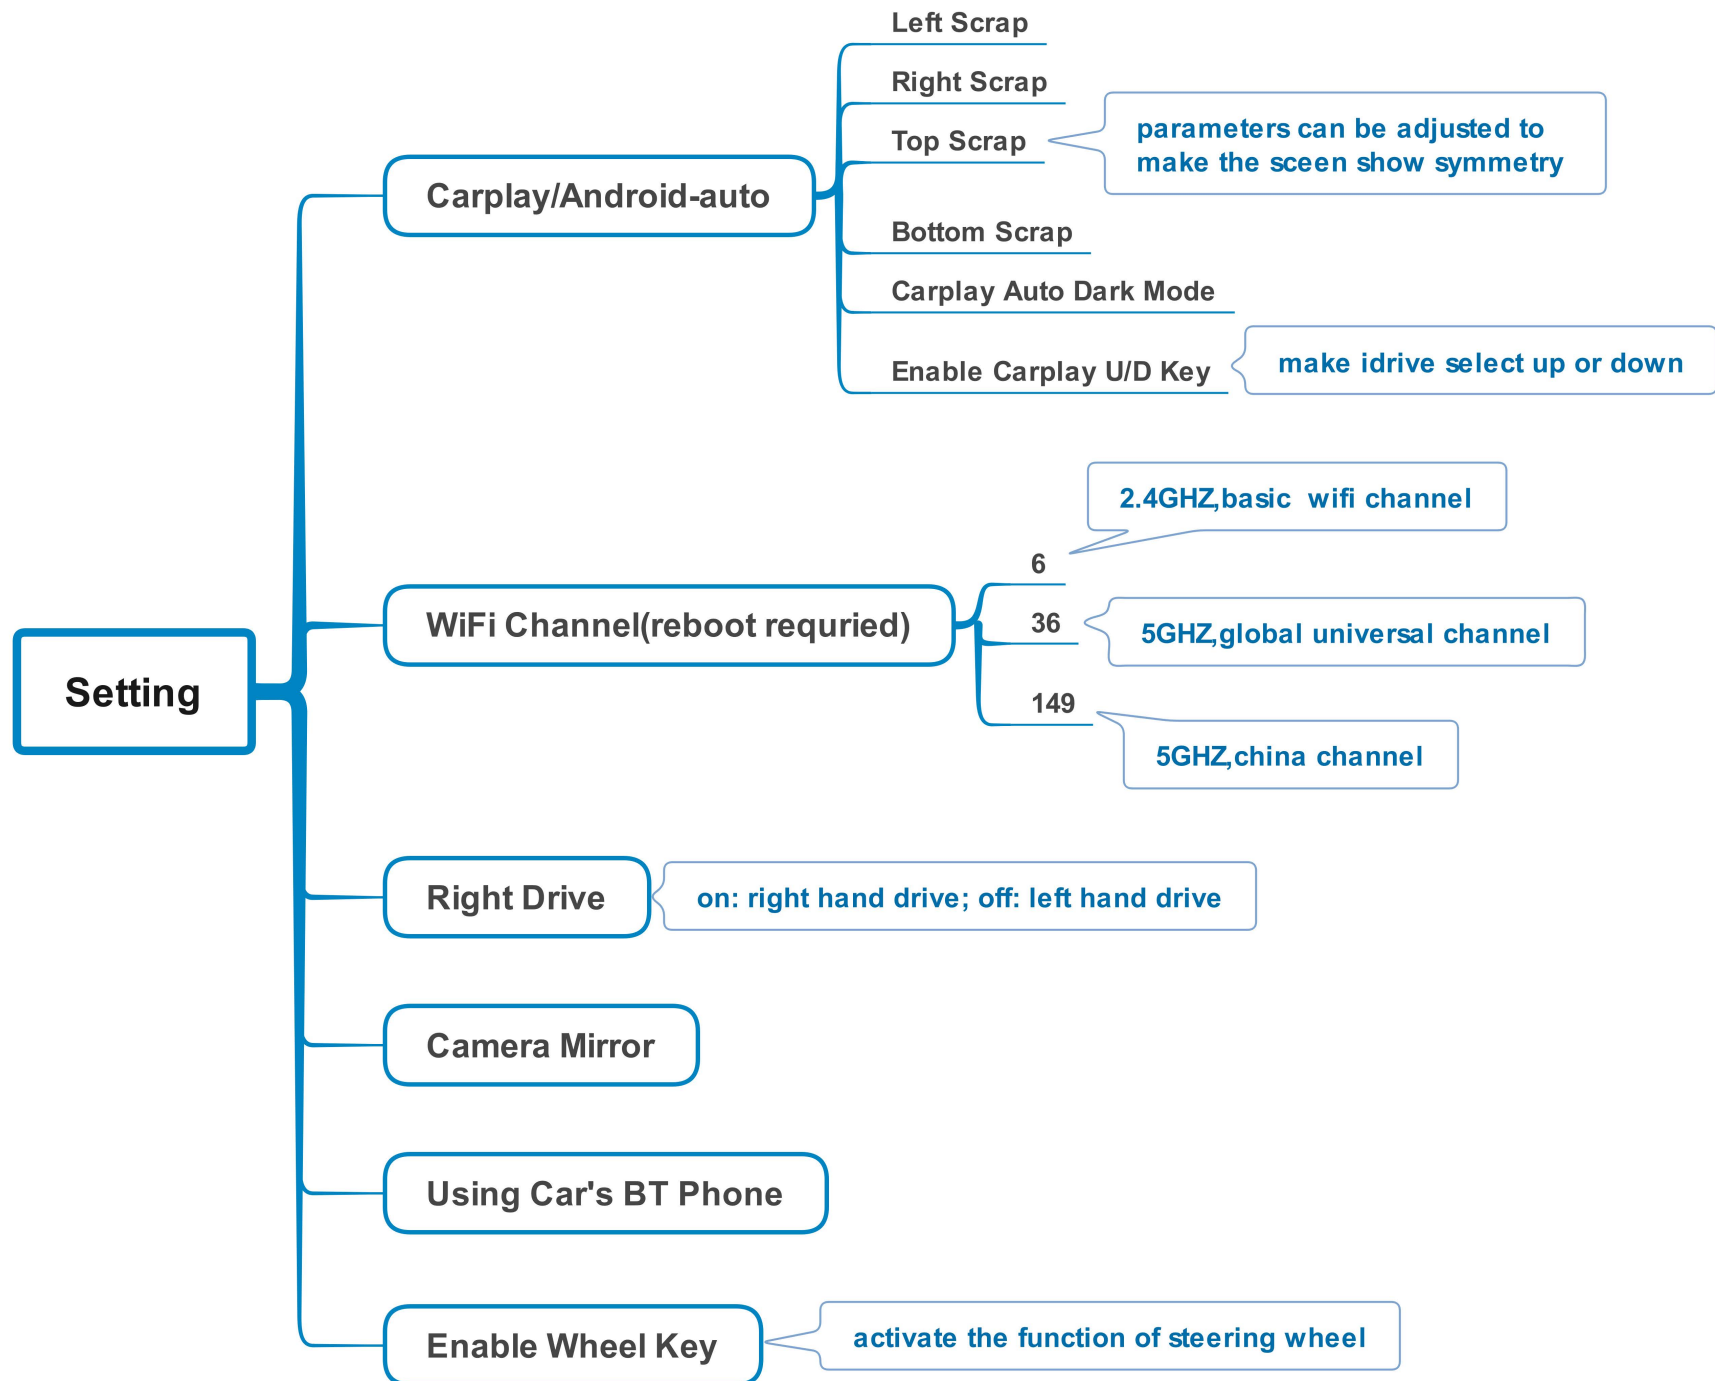 Setting
Carplay/Android-auto
Left Scrap
Right Scrap
Top Scrap
parameters can be adjusted to
make the sceen show symmetry
Bottom Scrap
Carplay Auto Dark Mode
Enable Carplay U/D Key
make idrive select up or down
WiFi Channel(reboot requried)
6
2.4GHZ,basic  wifi channel
36
5GHZ,global universal channel
149
5GHZ,china channel
Right Drive
on: right hand drive; off: left hand drive
Camera Mirror
Using Car's BT Phone
Enable Wheel Key
activate the function of steering wheel